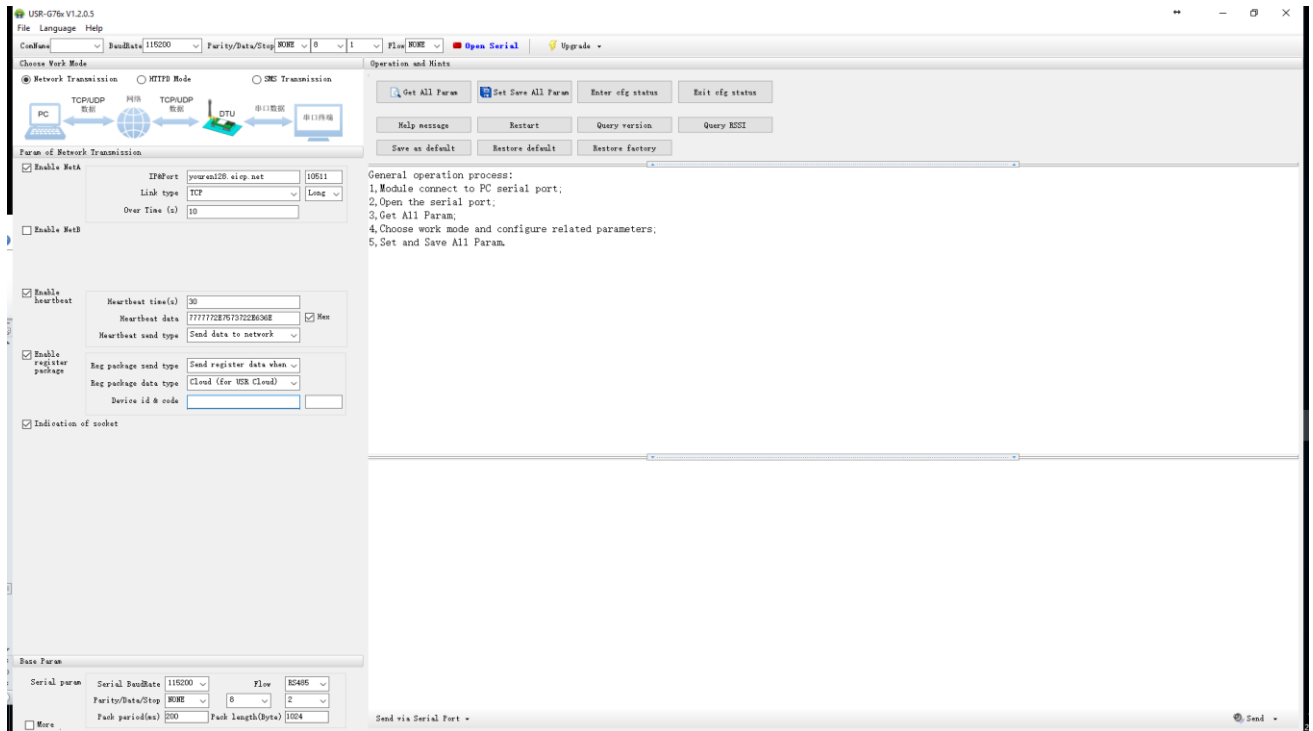 USR-G76x V1.2.0.5
File Language Help
ComName BaudRate 115200 Parity/Data/Stop NONE 8 1 Flow NONE Open Serial Upgrade
Choose Work Mode
Network Transmission HTTPD Mode SMS Transmission
PC TCP/UDP 数据 网络 TCP/UDP 数据 DTU 串口数据 串口终端
Param of Network Transmission
Enable NetA
IP&Port youren128.eicp.net 10511
Link type TCP Long
Over Time (s) 10
Enable NetB
Enable heartbeat
Heartbeat time(s) 30
Heartbeat data 7777772E7573722E636E Hex
Heartbeat send type Send data to network
Enable register package
Reg package send type Send register data when
Reg package data type Cloud (for USR Cloud)
Device id & code
Indication of socket
Base Param
Serial param Serial BaudRate 115200 Flow RS485
Parity/Data/Stop NONE 8 2
Pack period(ms) 200 Pack length(Byte) 1024
More
Operation and Hints
Get All Param Set Save All Param Enter cfg status Exit cfg status
Help message Restart Query version Query RSSI
Save as default Restore default Restore factory
General operation process:
1,Module connect to PC serial port;
2,Open the serial port;
3,Get All Param;
4,Choose work mode and configure related parameters;
5,Set and Save All Param.
Send via Serial Port Send